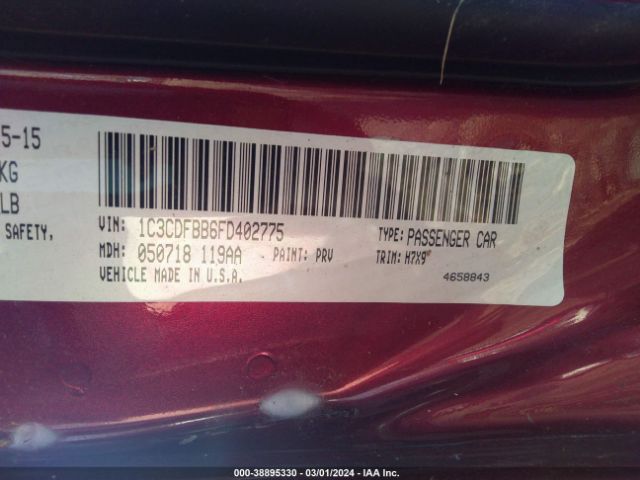 5-15
KG
LB
SAFETY,
VIN: 1C3CDFBB6FD402775
TYPE: PASSENGER CAR
MDH: 050718 119AA
PAINT: PRV
TRIM: H7X9
VEHICLE MADE IN U.S.A.
4658843
000-38895330 - 03/01/2024 - IAA Inc.